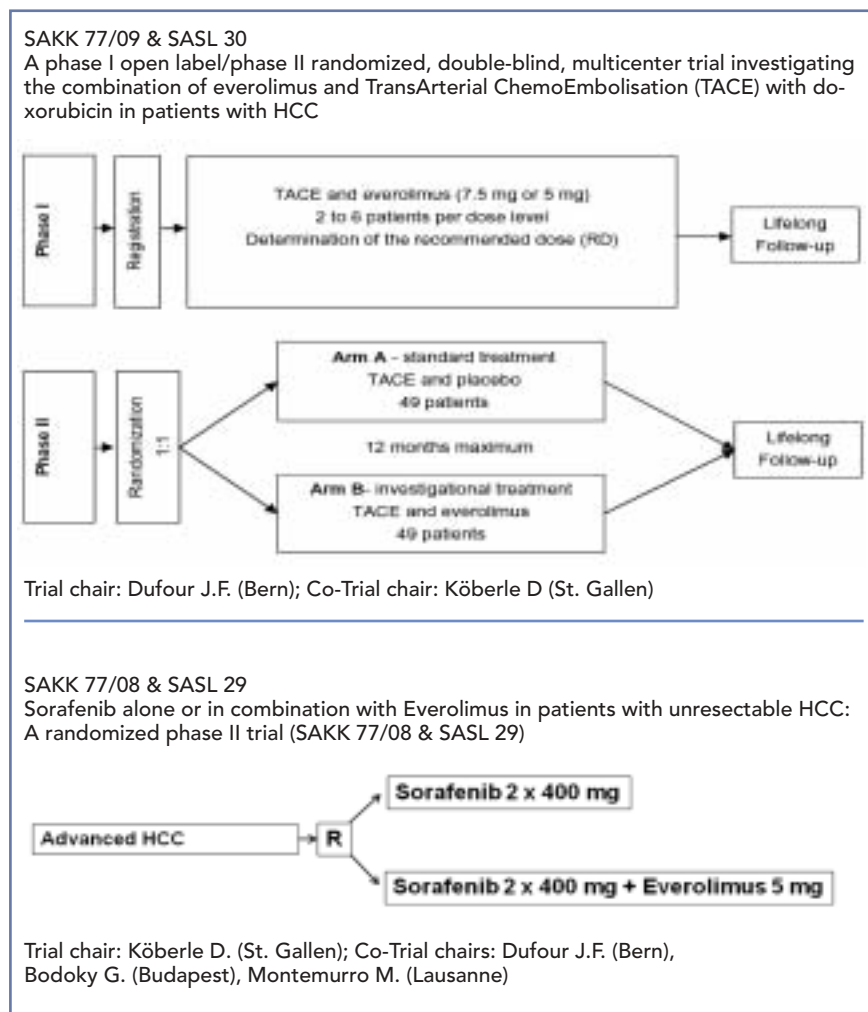 SAKK 77/09 & SASL 30
A phase I open label/phase II randomized, double-blind, multicenter trial investigating
the combination of everolimus and TransArterial ChemoEmbolisation (TACE) with do-
xorubicin in patients with HCC
Phase I
Registration
TACE and everolimus (7.5 mg or 5 mg)
2 to 6 patients per dose level
Determination of the recommended dose (RD)
Lifelong
Follow-up
Phase II
Randomization
1:1
Arm A - standard treatment
TACE and placebo
49 patients
12 months maximum
Arm B- investigational treatment
TACE and everolimus
49 patients
Lifelong
Follow-up
Trial chair: Dufour J.F. (Bern); Co-Trial chair: Köberle D (St. Gallen)
SAKK 77/08 & SASL 29
Sorafenib alone or in combination with Everolimus in patients with unresectable HCC:
A randomized phase II trial (SAKK 77/08 & SASL 29)
Advanced HCC
R
Sorafenib 2 x 400 mg
Sorafenib 2 x 400 mg + Everolimus 5 mg
Trial chair: Köberle D. (St. Gallen); Co-Trial chairs: Dufour J.F. (Bern),
Bodoky G. (Budapest), Montemurro M. (Lausanne)